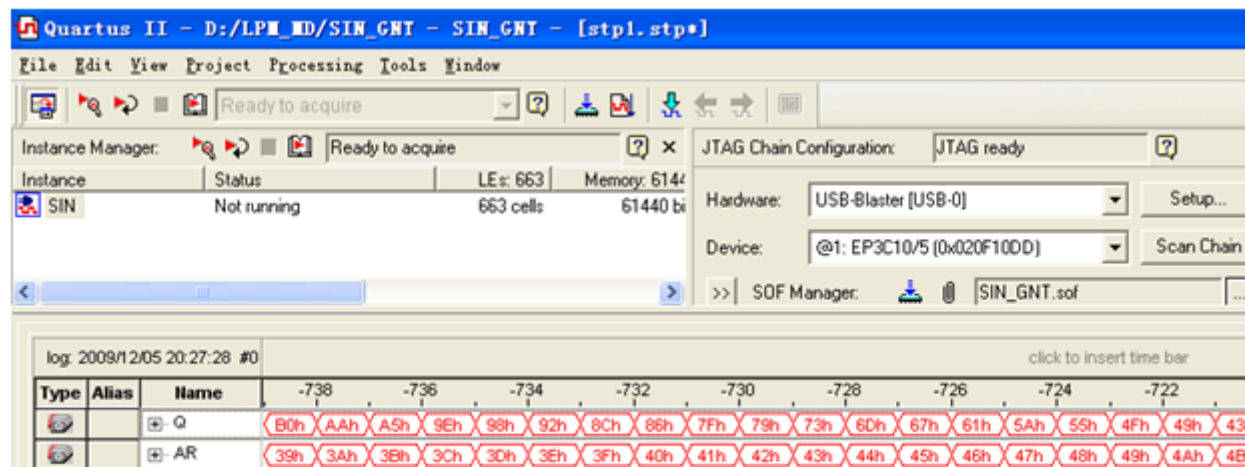 Quartus II - D:/LPM_MD/SIN_GNT - SIN_GNT - [stp1.stp*]
File Edit View Project Processing Tools Window
Ready to acquire
Instance Manager: Ready to acquire JTAG Chain Configuration: JTAG ready
Instance Status LEs: 663 Memory: 6144
SIN Not running 663 cells 61440 bi
Hardware: USB-Blaster [USB-0] Setup...
Device: @1: EP3C10/5 (0x020F10DD) Scan Chain
>> SOF Manager: SIN_GNT.sof ...
log: 2009/12/05 20:27:28 #0 click to insert time bar
Type Alias Name -738 -736 -734 -732 -730 -728 -726 -724 -722
Q B0h AAh A5h 9Eh 98h 92h 8Ch 86h 7Fh 79h 73h 6Dh 67h 61h 5Ah 55h 4Fh 49h 43
AR 39h 3Ah 3Bh 3Ch 3Dh 3Eh 3Fh 40h 41h 42h 43h 44h 45h 46h 47h 48h 49h 4Ah 4B